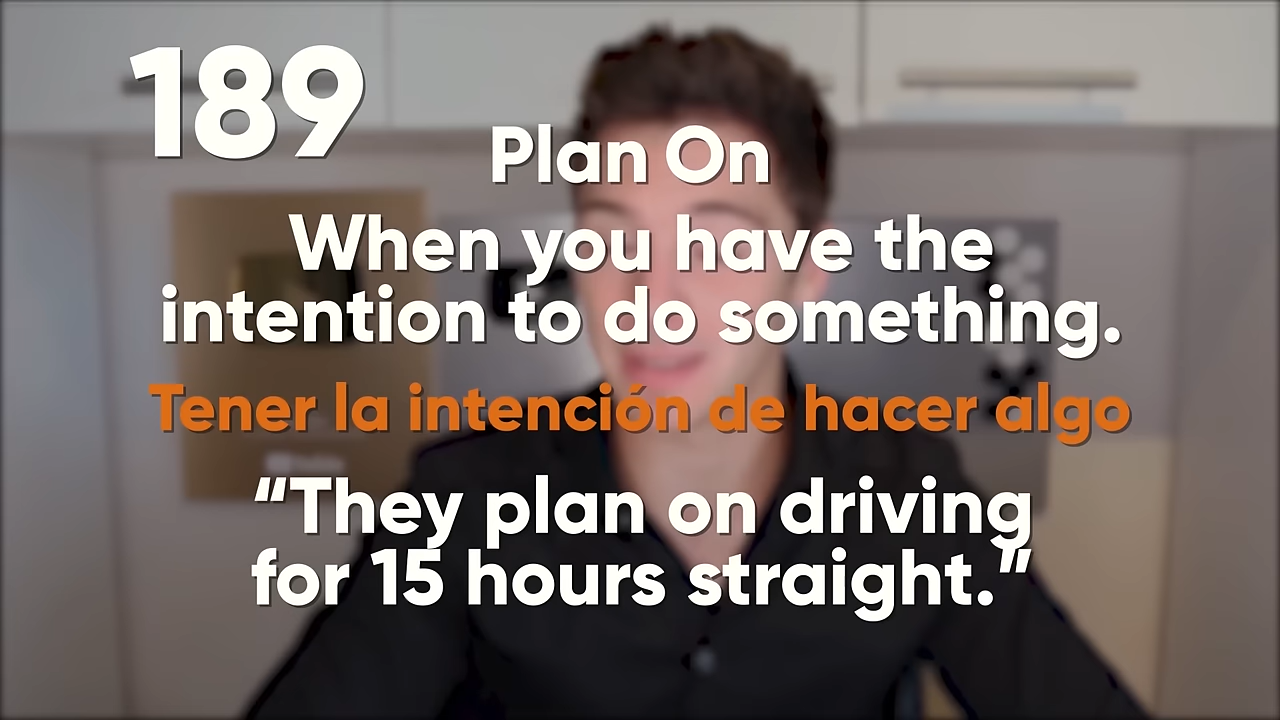 189
Plan On
When you have the
intention to do something.
Tener la intención de hacer algo
“They plan on driving
for 15 hours straight.”